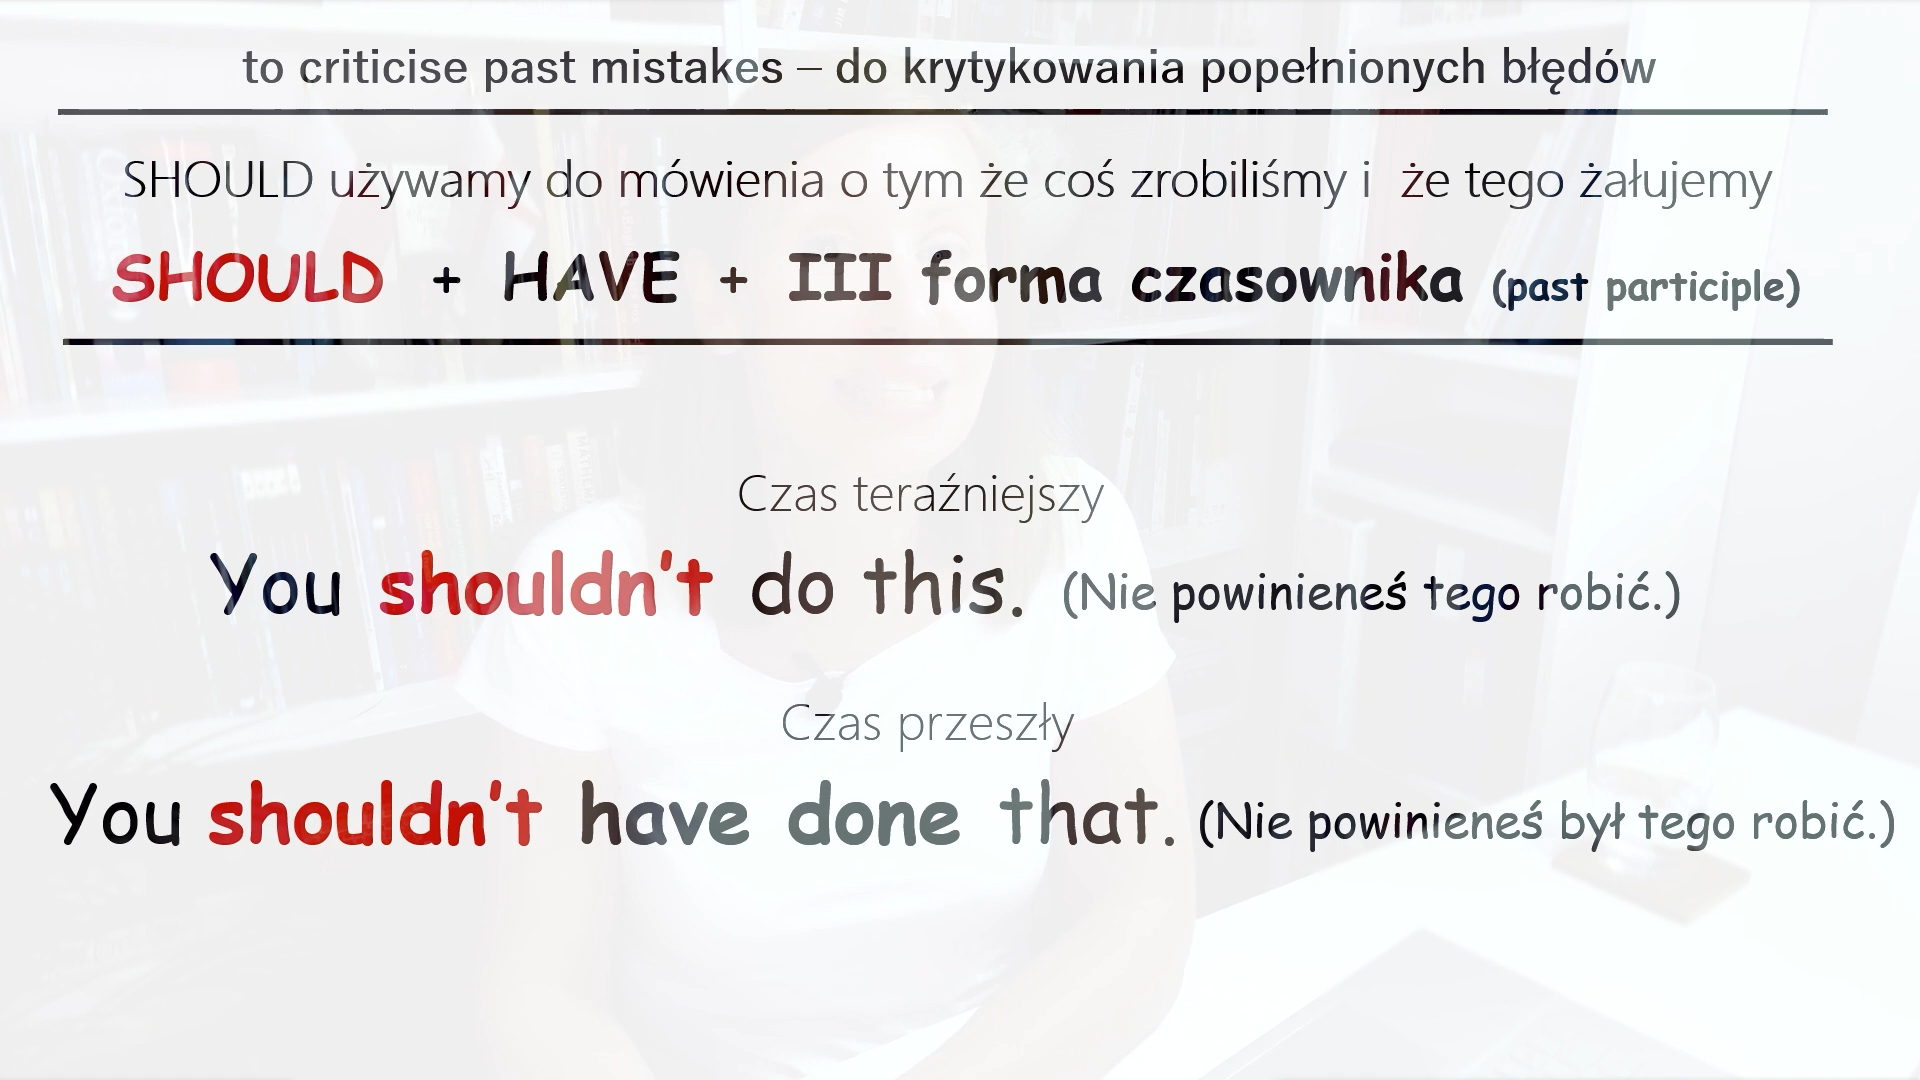 to criticise past mistakes – do krytykowania popełnionych błędów
SHOULD używamy do mówienia o tym że coś zrobiliśmy i że tego żałujemy
SHOULD + HAVE + III forma czasownika (past participle)
Czas teraźniejszy
You shouldn't do this. (Nie powinieneś tego robić.)
Czas przeszły
You shouldn't have done that. (Nie powinieneś był tego robić.)